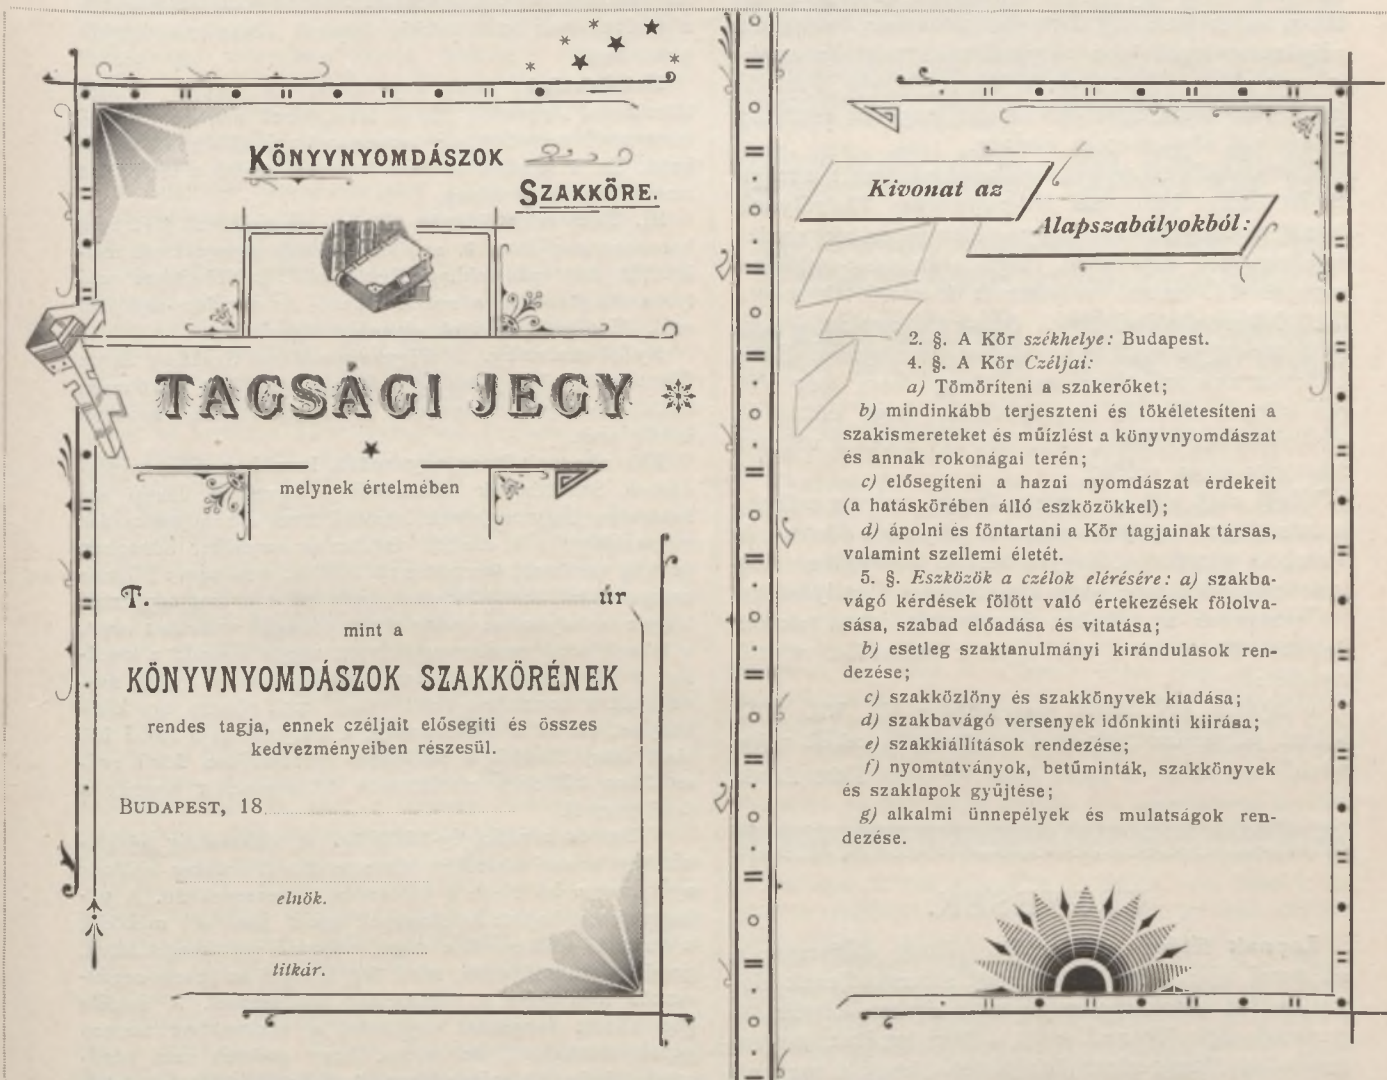 KÖNYVNYOMDÁSZOK
SZAKKÖRE.
TAGSÁGI JEGY
melynek értelmében
T. úr
mint a
KÖNYVNYOMDÁSZOK SZAKKÖRÉNEK
rendes tagja, ennek czéljait elősegiti és összes
kedvezményeiben részesül.
BUDAPEST, 18
elnök.
titkár.
Kivonat az
Alapszabályokból:
2. §. A Kör székhelye: Budapest.
4. §. A Kör Czéljai:
a) Tömöríteni a szakerőket;
b) mindinkább terjeszteni és tökéletesíteni a
szakismereteket és műízlést a könyvnyomdászat
és annak rokonágai terén;
c) elősegíteni a hazai nyomdászat érdekeit
(a hatáskörében álló eszközökkel);
d) ápolni és föntartani a Kör tagjainak társas,
valamint szellemi életét.
5. §. Eszközök a czélok elérésére: a) szakba-
vágó kérdések fölött való értekezések fölolva-
sása, szabad előadása és vitatása;
b) esetleg szaktanulmányi kirándulások ren-
dezése;
c) szakközlöny és szakkönyvek kiadása;
d) szakbavágó versenyek időnkinti kiirása;
e) szakkiállítások rendezése;
f) nyomtatványok, betűminták, szakkönyvek
és szaklapok gyüjtése;
g) alkalmi ünnepélyek és mulatságok ren-
dezése.